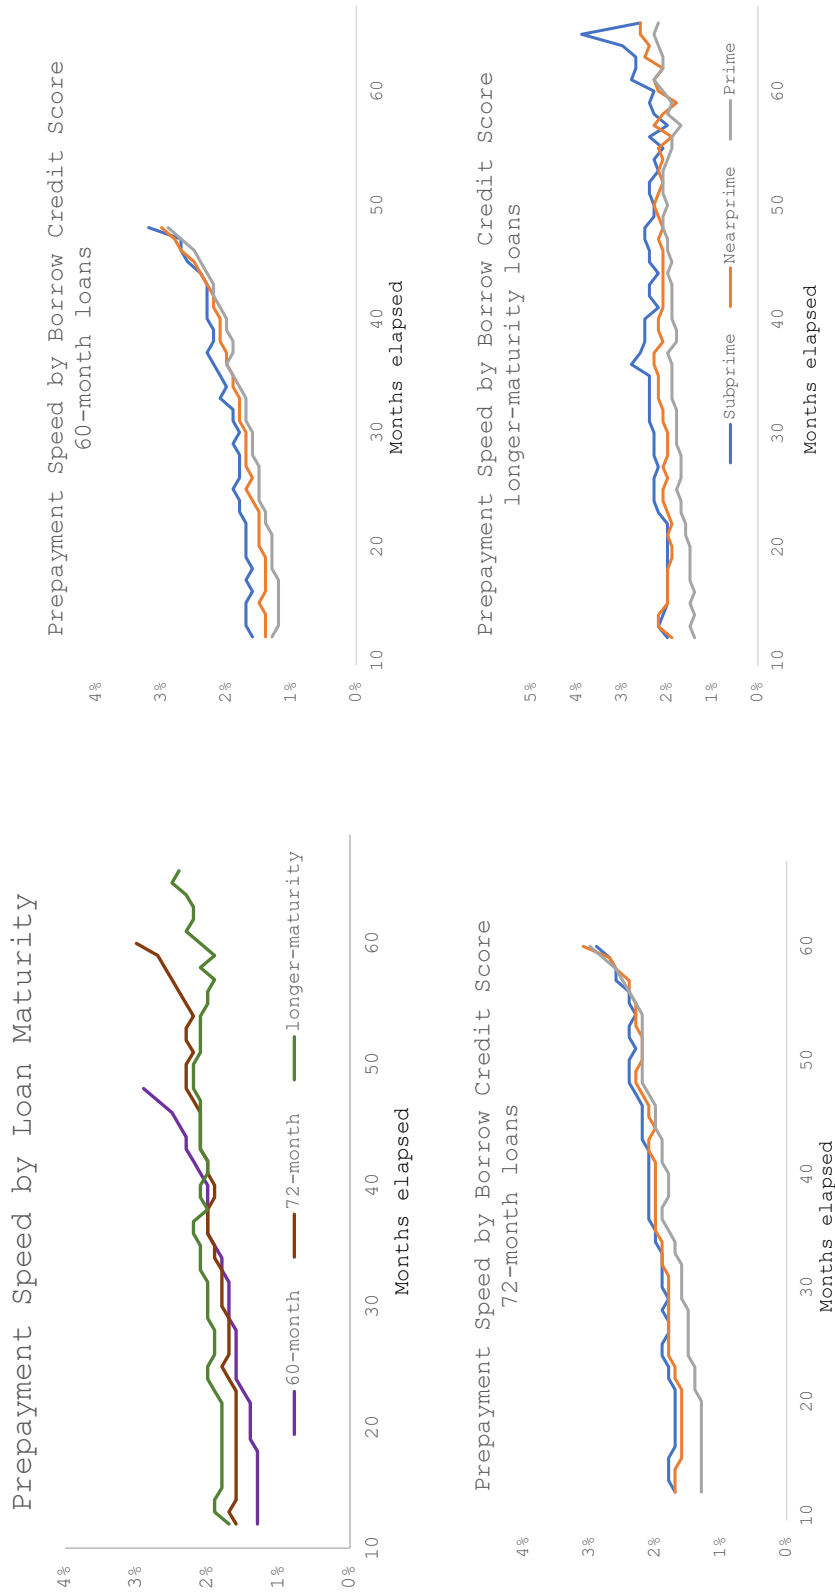 Prepayment Speed by Loan Maturity
4%
3%
2%
1%
0%
10
20
30
40
50
60
Months elapsed
60-month
72-month
longer-maturity
Prepayment Speed by Borrow Credit Score
60-month loans
4%
3%
2%
1%
0%
10
20
30
40
50
60
Months elapsed
Prepayment Speed by Borrow Credit Score
72-month loans
4%
3%
2%
1%
0%
10
20
30
40
50
60
Months elapsed
Prepayment Speed by Borrow Credit Score
longer-maturity loans
5%
4%
3%
2%
1%
0%
10
20
30
40
50
60
Months elapsed
Subprime
Nearprime
Prime